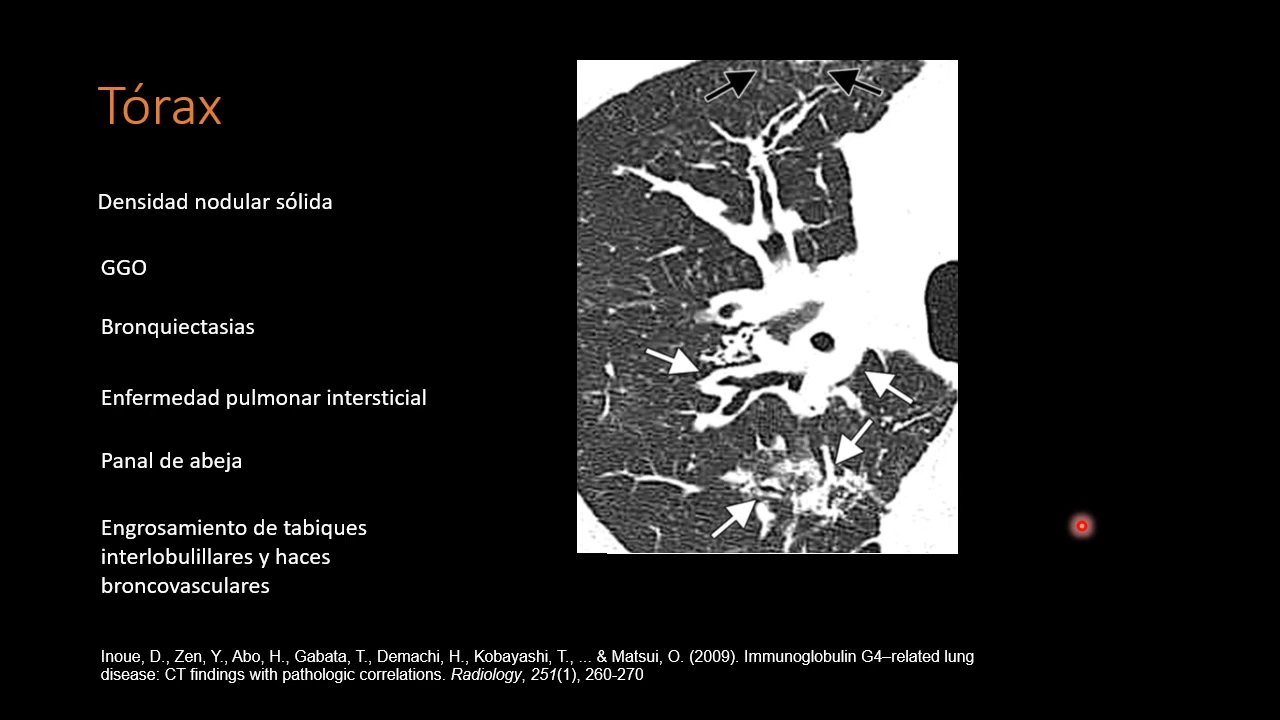 Tórax
Densidad nodular sólida
GGO
Bronquiectasias
Enfermedad pulmonar intersticial
Panal de abeja
Engrosamiento de tabiques
interlobulillares y haces
broncovasculares
Inoue, D., Zen, Y., Abo, H., Gabata, T., Demachi, H., Kobayashi, T., ... & Matsui, O. (2009). Immunoglobulin G4–related lung
disease: CT findings with pathologic correlations. Radiology, 251(1), 260-270